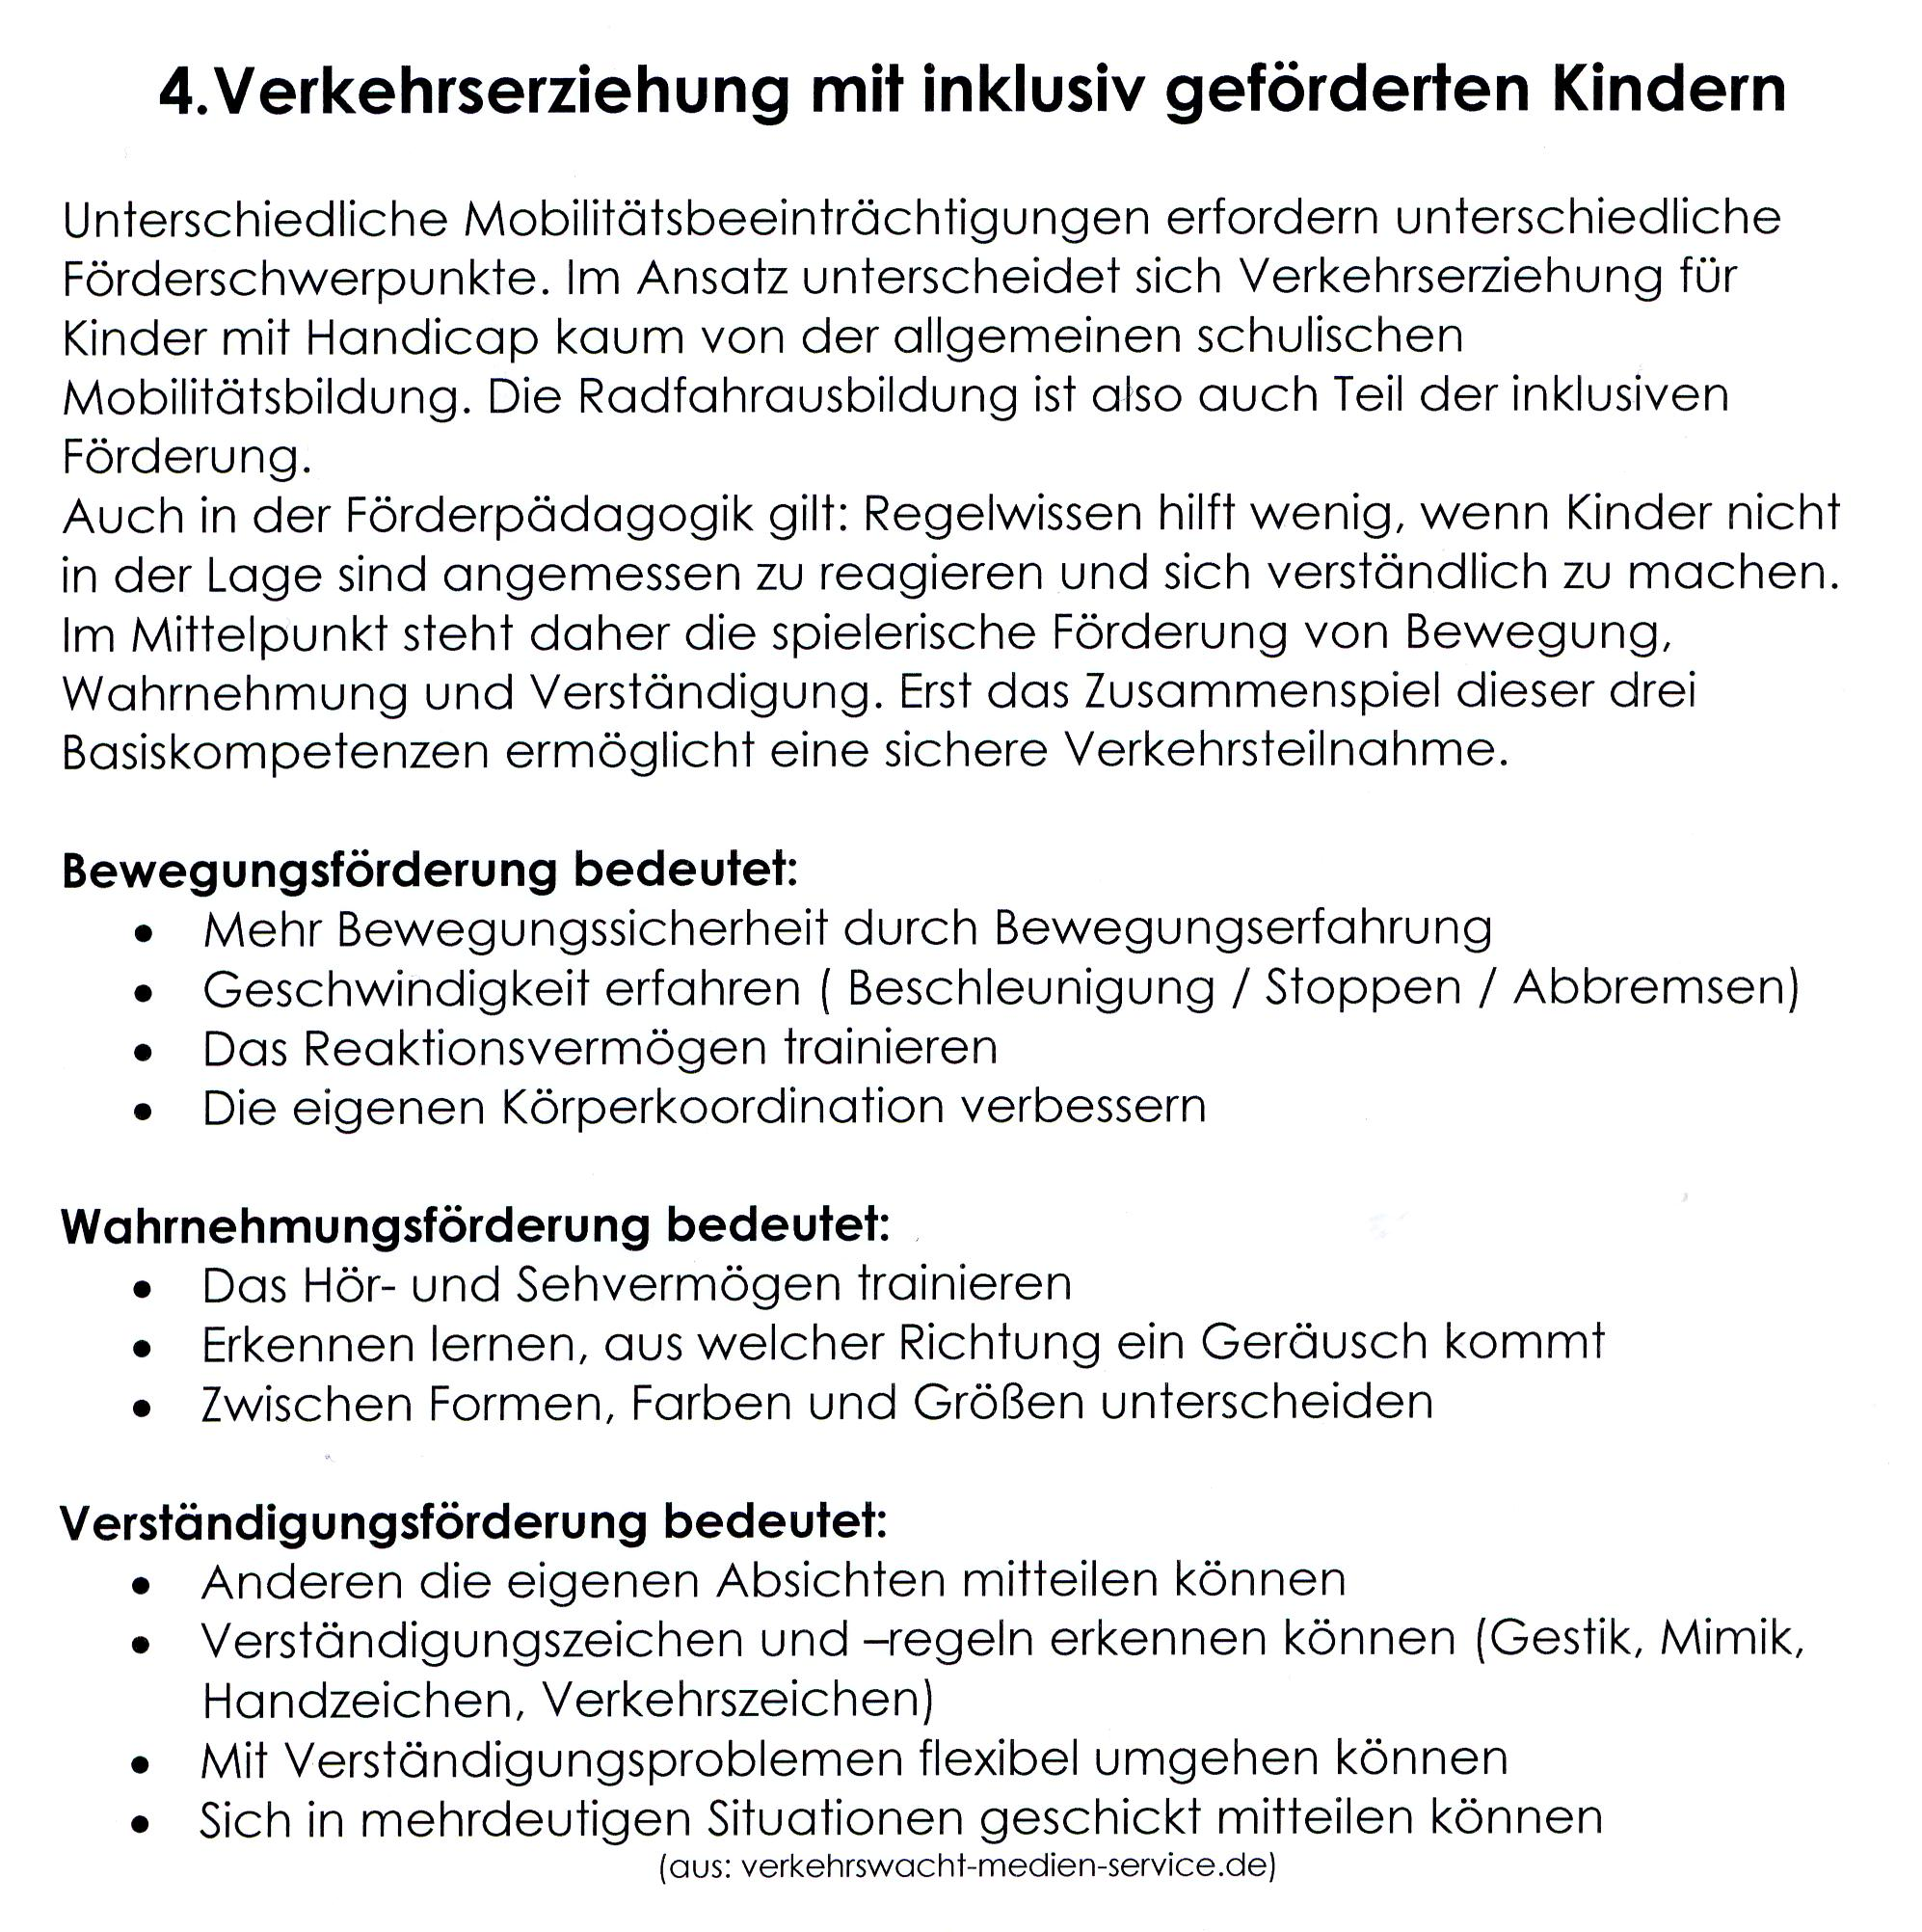 4.Verkehrserziehung mit inklusiv geförderten Kindern
Unterschiedliche Mobilitätsbeeinträchtigungen erfordern unterschiedliche
Förderschwerpunkte. Im Ansatz unterscheidet sich Verkehrserziehung für
Kinder mit Handicap kaum von der allgemeinen schulischen
Mobilitätsbildung. Die Radfahrausbildung ist also auch Teil der inklusiven
Förderung.
Auch in der Förderpädagogik gilt: Regelwissen hilft wenig, wenn Kinder nicht
in der Lage sind angemessen zu reagieren und sich verständlich zu machen.
Im Mittelpunkt steht daher die spielerische Förderung von Bewegung,
Wahrnehmung und Verständigung. Erst das Zusammenspiel dieser drei
Basiskompetenzen ermöglicht eine sichere Verkehrsteilnahme.
Bewegungsförderung bedeutet:
• Mehr Bewegungssicherheit durch Bewegungserfahrung
• Geschwindigkeit erfahren ( Beschleunigung / Stoppen / Abbremsen)
• Das Reaktionsvermögen trainieren
• Die eigenen Körperkoordination verbessern
Wahrnehmungsförderung bedeutet:
• Das Hör- und Sehvermögen trainieren
• Erkennen lernen, aus welcher Richtung ein Geräusch kommt
• Zwischen Formen, Farben und Größen unterscheiden
Verständigungsförderung bedeutet:
• Anderen die eigenen Absichten mitteilen können
• Verständigungszeichen und –regeln erkennen können (Gestik, Mimik,
Handzeichen, Verkehrszeichen)
• Mit Verständigungsproblemen flexibel umgehen können
• Sich in mehrdeutigen Situationen geschickt mitteilen können
(aus: verkehrswacht-medien-service.de)